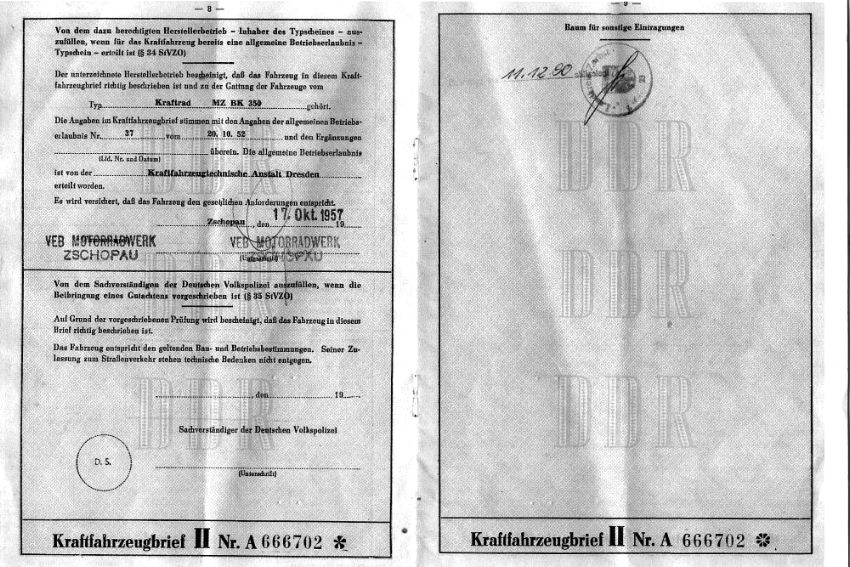 – 8 –
Von dem dazu berechtigten Herstellerbetrieb – Inhaber des Typscheines – aus-
zufüllen, wenn für das Kraftfahrzeug bereits eine allgemeine Betriebserlaubnis –
Typschein – erteilt ist (§ 34 StVZO)
Der unterzeichnete Herstellerbetrieb bescheinigt, daß das Fahrzeug in diesem Kraft-
fahrzeugbrief richtig beschrieben ist und zu der Gattung der Fahrzeuge vom
Typ Kraftrad MZ BK 350 gehört.
Die Angaben im Kraftfahrzeugbrief stimmen mit den Angaben der allgemeinen Betriebs-
erlaubnis Nr. 37 vom 20. 10. 52 und den Ergänzungen
überein. Die allgemeine Betriebserlaubnis
(Lfd. Nr. und Datum)
ist von der Kraftfahrzeugtechnische Anstalt Dresden
erteilt worden.
Es wird versichert, daß das Fahrzeug den gesetzlichen Anforderungen entspricht.
Zschopau, den 17. Okt. 1957 19
VEB MOTORRADWERK
ZSCHOPAU
VEB MOTORRADWERK
ZSCHOPAU
(Unterschrift)
Von dem Sachverständigen der Deutschen Volkspolizei auszufüllen, wenn die
Beibringung eines Gutachtens vorgeschrieben ist (§ 35 StVZO)
Auf Grund der vorgesehenen Prüfung wird bescheinigt, daß das Fahrzeug in diesem
Brief richtig beschrieben ist.
Das Fahrzeug entspricht den geltenden Bau- und Betriebsbestimmungen. Seiner Zu-
lassung zum Straßenverkehr stehen technische Bedenken nicht entgegen.
, den 19
Sachverständiger der Deutschen Volkspolizei
D. S.
(Unterschrift)
DDR
DDR
DDR
Kraftfahrzeugbrief II Nr. A 666702 *
– 9 –
Raum für sonstige Eintragungen
11.12.90
DDR
DDR
DDR
Kraftfahrzeugbrief II Nr. A 666702